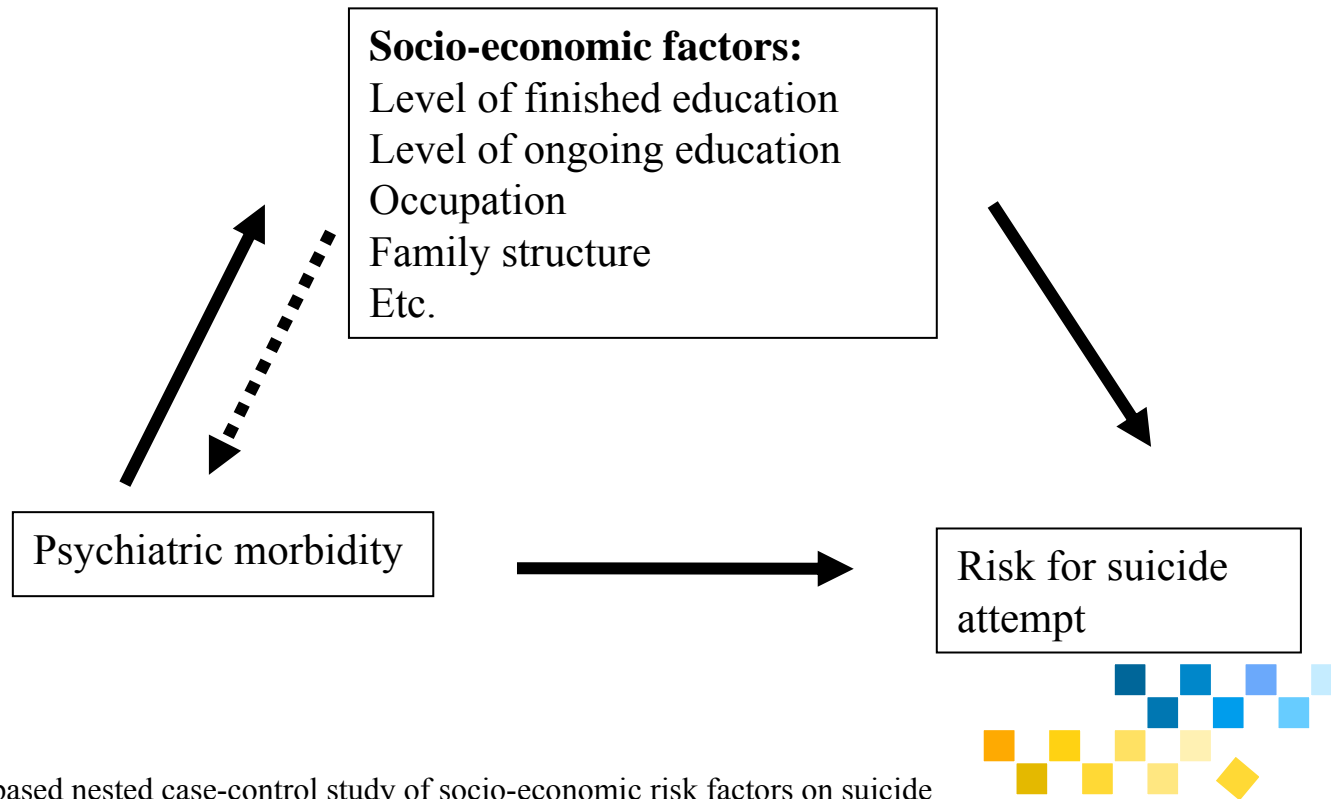 Socio-economic factors:
Level of finished education
Level of ongoing education
Occupation
Family structure
Etc.
Psychiatric morbidity
Risk for suicide
attempt
based nested case-control study of socio-economic risk factors on suicide